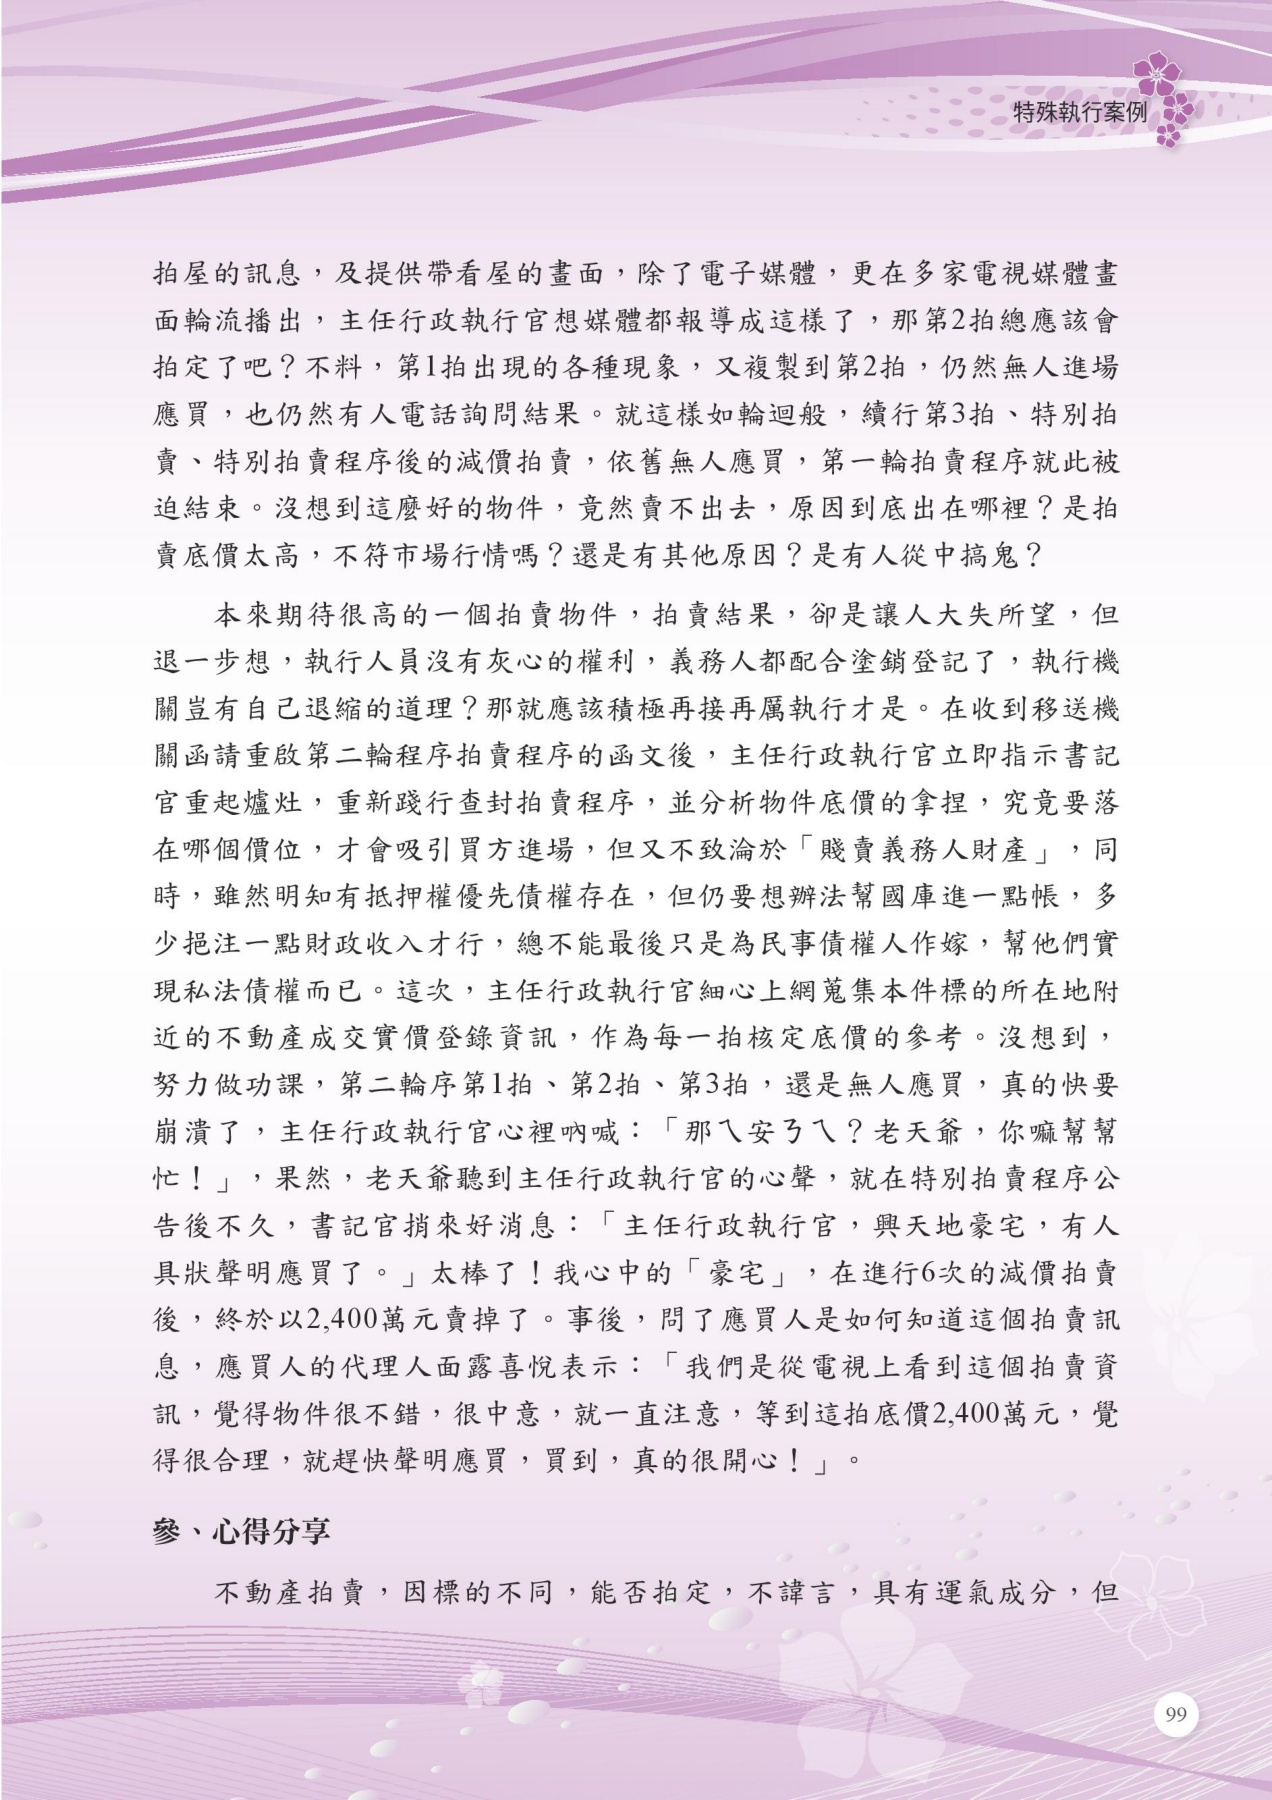 特殊執行案例
拍屋的訊息，及提供帶看屋的畫面，除了電子媒體，更在多家電視媒體畫
面輪流播出，主任行政執行官想媒體都報導成這樣了，那第2拍總應該會
拍定了吧？不料，第1拍出現的各種現象，又複製到第2拍，仍然無人進場
應買，也仍然有人電話詢問結果。就這樣如輪迴般，續行第3拍、特別拍
賣、特別拍賣程序後的減價拍賣，依舊無人應買，第一輪拍賣程序就此被
迫結束。沒想到這麼好的物件，竟然賣不出去，原因到底出在哪裡？是拍
賣底價太高，不符市場行情嗎？還是有其他原因？是有人從中搞鬼？
本來期待很高的一個拍賣物件，拍賣結果，卻是讓人大失所望，但
退一步想，執行人員沒有灰心的權利，義務人都配合塗銷登記了，執行機
關豈有自己退縮的道理？那就應該積極再接再厲執行才是。在收到移送機
關函請重啟第二輪程序拍賣程序的函文後，主任行政執行官立即指示書記
官重起爐灶，重新踐行查封拍賣程序，並分析物件底價的拿捏，究竟要落
在哪個價位，才會吸引買方進場，但又不致淪於「賤賣義務人財產」，同
時，雖然明知有抵押權優先債權存在，但仍要想辦法幫國庫進一點帳，多
少挹注一點財政收入才行，總不能最後只是為民事債權人作嫁，幫他們實
現私法債權而已。這次，主任行政執行官細心上網蒐集本件標的所在地附
近的不動產成交實價登錄資訊，作為每一拍核定底價的參考。沒想到，
努力做功課，第二輪序第1拍、第2拍、第3拍，還是無人應買，真的快要
崩潰了，主任行政執行官心裡吶喊：「那ㄟ安ㄋㄟ？老天爺，你嘛幫幫
忙！」，果然，老天爺聽到主任行政執行官的心聲，就在特別拍賣程序公
告後不久，書記官捎來好消息：「主任行政執行官，興天地豪宅，有人
具狀聲明應買了。」太棒了！我心中的「豪宅」，在進行6次的減價拍賣
後，終於以2,400萬元賣掉了。事後，問了應買人是如何知道這個拍賣訊
息，應買人的代理人面露喜悅表示：「我們是從電視上看到這個拍賣資
訊，覺得物件很不錯，很中意，就一直注意，等到這拍底價2,400萬元，覺
得很合理，就趕快聲明應買，買到，真的很開心！」。
參、心得分享
不動產拍賣，因標的不同，能否拍定，不諱言，具有運氣成分，但
99